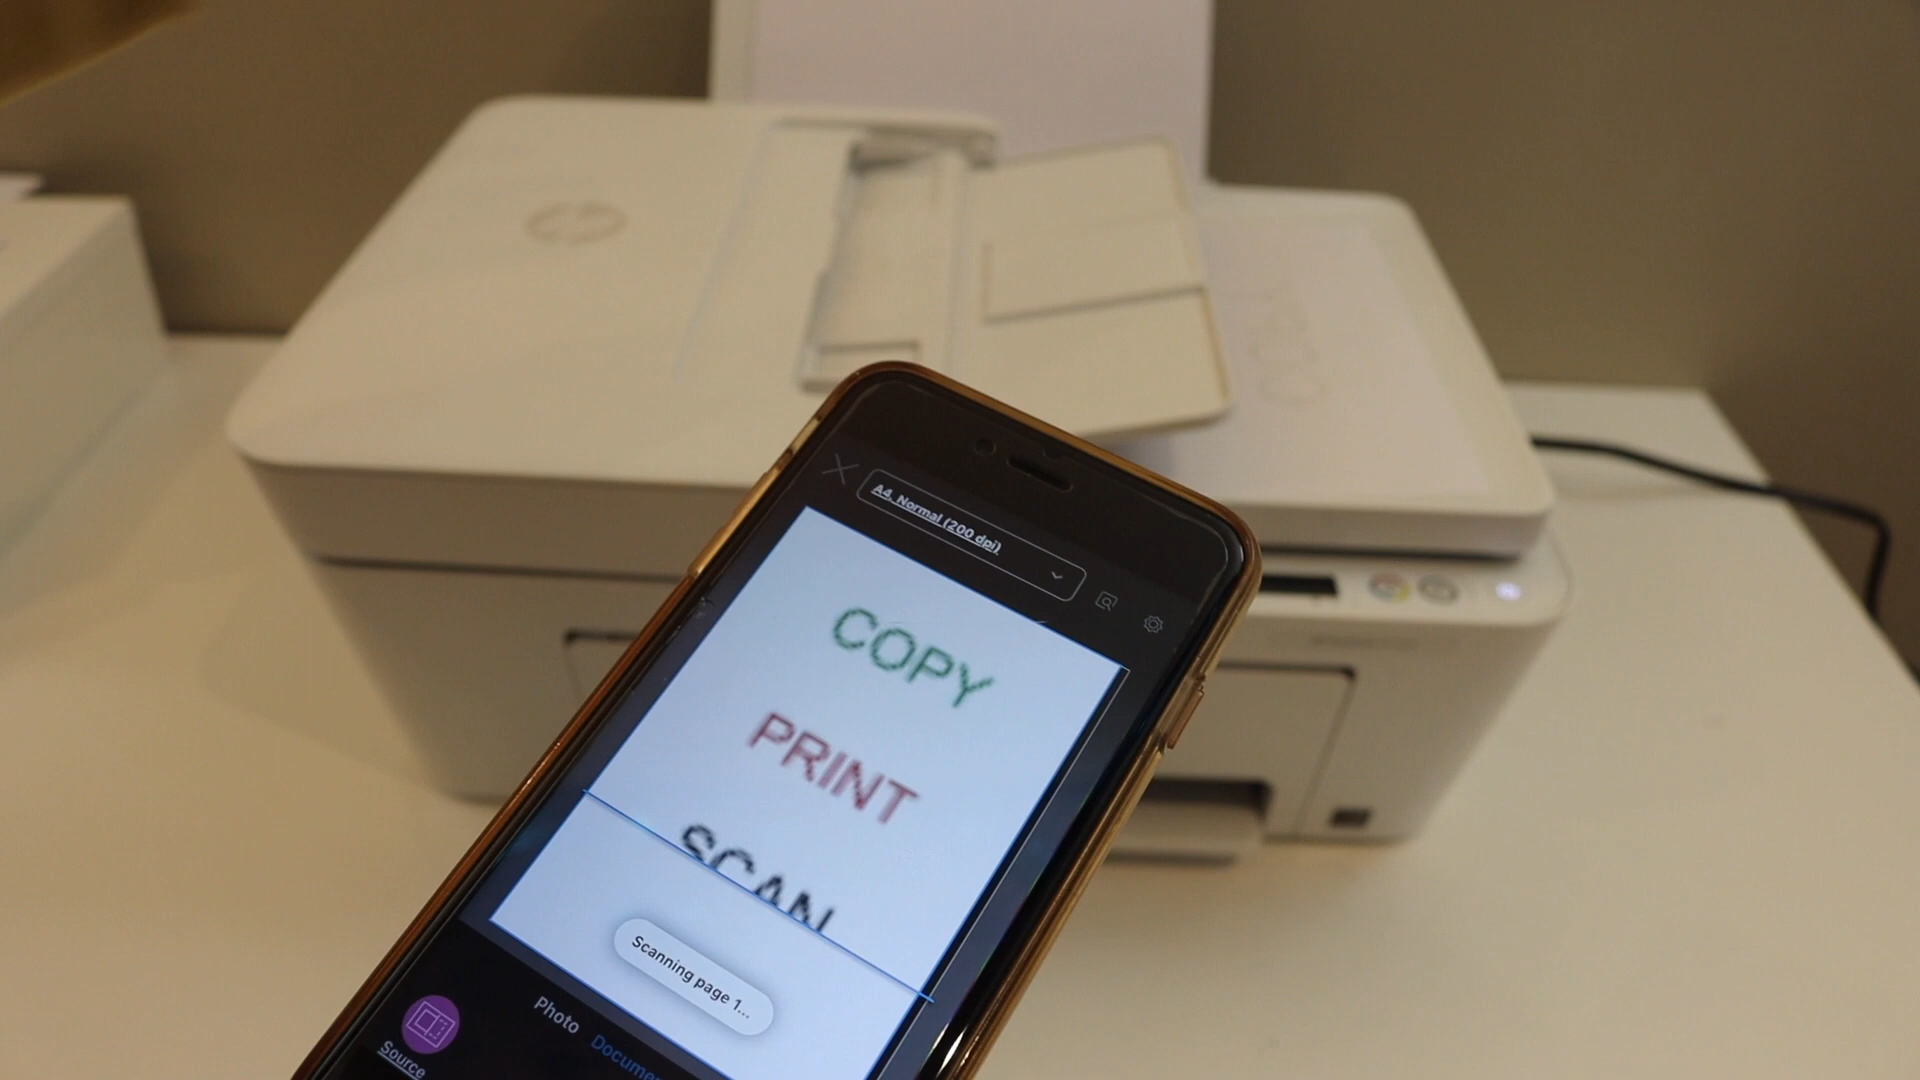 A4, Normal (200 dpi)
COPY
PRINT
SCAN
Scanning page 1...
Photo
Source